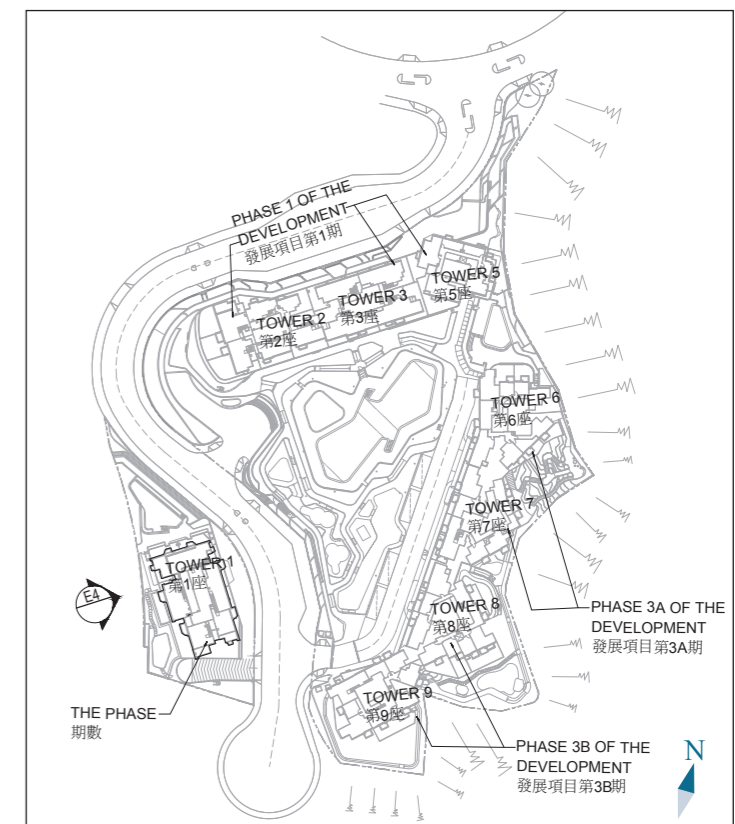 PHASE 1 OF THE
DEVELOPMENT
發展項目第1期
TOWER 5
第5座
TOWER 3
第3座
TOWER 2
第2座
TOWER 6
第6座
TOWER 7
第7座
TOWER 1
第1座
E4
TOWER 8
第8座
PHASE 3A OF THE
DEVELOPMENT
發展項目第3A期
TOWER 9
第9座
THE PHASE
期數
PHASE 3B OF THE
DEVELOPMENT
發展項目第3B期
N